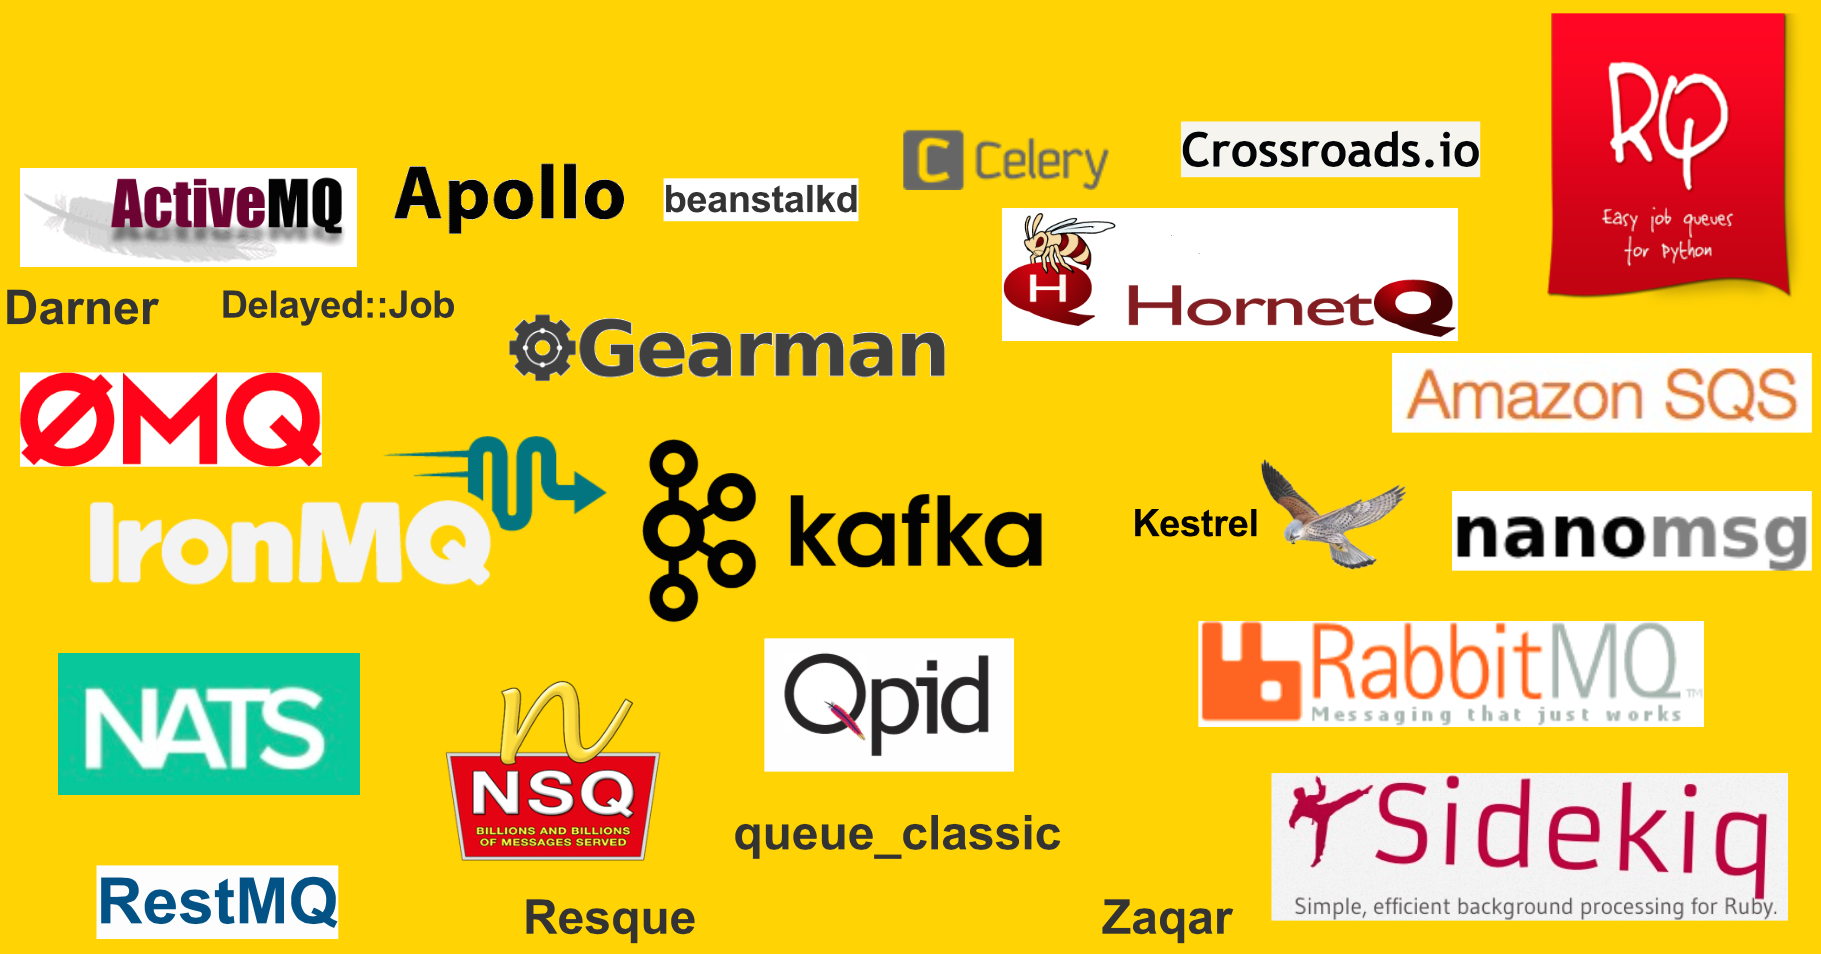 RQ
Easy job queues
for python
C Celery
Crossroads.io
ActiveMQ
Apollo
beanstalkd
H HornetQ
Darner
Delayed::Job
Gearman
Amazon SQS
ØMQ
IronMQ
kafka
Kestrel
nanomsg
RabbitMQ™
Messaging that just works
NATS
n
NSQ
BILLIONS AND BILLIONS
OF MESSAGES SERVED
Qpid
Sidekiq
Simple, efficient background processing for Ruby.
queue_classic
RestMQ
Resque
Zaqar